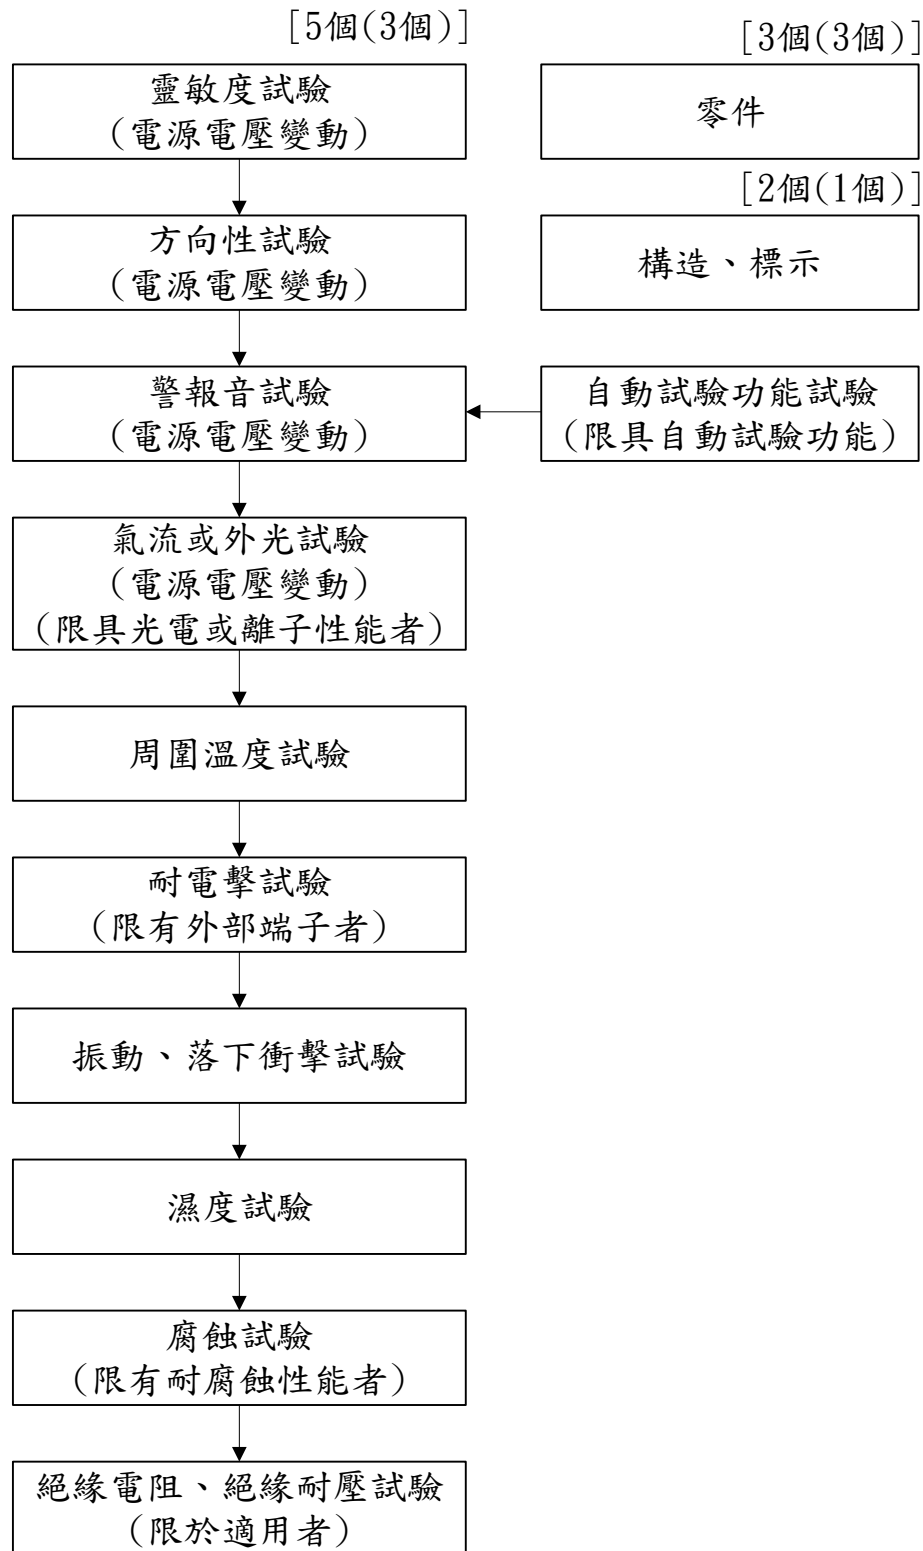 [5個(3個)]
靈敏度試驗
(電源電壓變動)
方向性試驗
(電源電壓變動)
警報音試驗
(電源電壓變動)
氣流或外光試驗
(電源電壓變動)
(限具光電或離子性能者)
周圍溫度試驗
耐電擊試驗
(限有外部端子者)
振動、落下衝擊試驗
濕度試驗
腐蝕試驗
(限有耐腐蝕性能者)
絕緣電阻、絕緣耐壓試驗
(限於適用者)
[3個(3個)]
零件
[2個(1個)]
構造、標示
自動試驗功能試驗
(限具自動試驗功能)